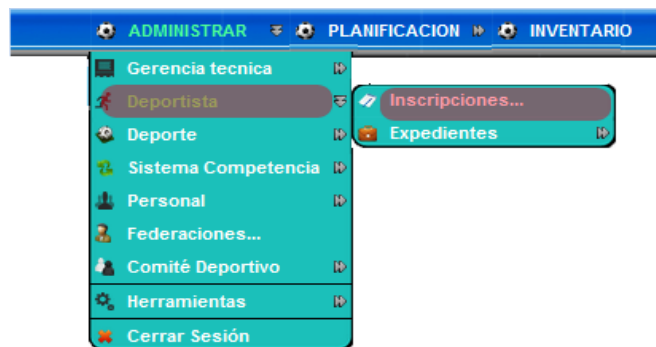 ADMINISTRAR PLANIFICACION INVENTARIO
Gerencia tecnica
Deportista Inscripciones...
Deporte Expedientes
Sistema Competencia
Personal
Federaciones...
Comité Deportivo
Herramientas
Cerrar Sesión